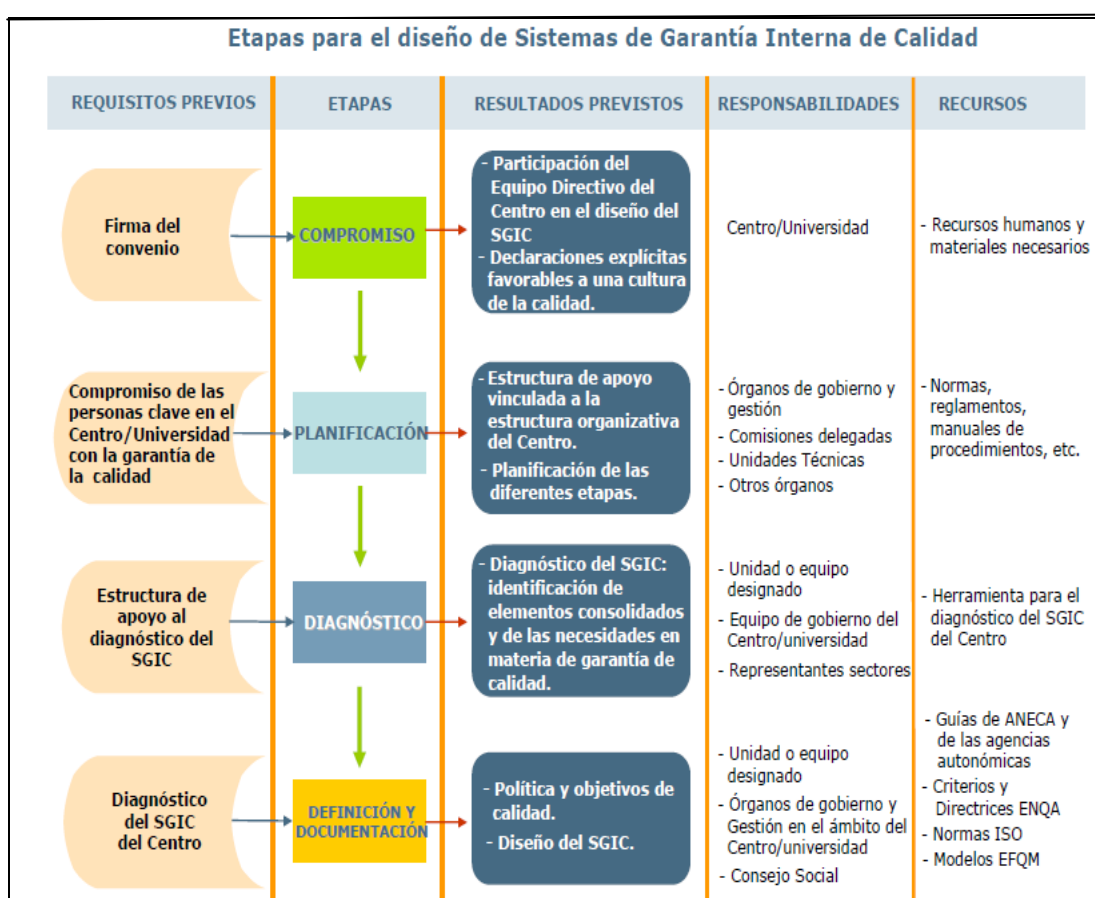 Etapas para el diseño de Sistemas de Garantía Interna de Calidad
REQUISITOS PREVIOS
ETAPAS
RESULTADOS PREVISTOS
RESPONSABILIDADES
RECURSOS
Firma del
convenio
COMPROMISO
- Participación del
Equipo Directivo del
Centro en el diseño del
SGIC
- Declaraciones explícitas
favorables a una cultura
de la calidad.
Centro/Universidad
- Recursos humanos y
materiales necesarios
Compromiso de las
personas clave en el
Centro/Universidad
con la garantía de
la calidad
PLANIFICACIÓN
- Estructura de apoyo
vinculada a la
estructura organizativa
del Centro.
- Planificación de las
diferentes etapas.
- Órganos de gobierno y
gestión
- Comisiones delegadas
- Unidades Técnicas
- Otros órganos
- Normas,
reglamentos,
manuales de
procedimientos, etc.
Estructura de
apoyo al
diagnóstico del
SGIC
DIAGNÓSTICO
- Diagnóstico del SGIC:
identificación de
elementos consolidados
y de las necesidades en
materia de garantía de
calidad.
- Unidad o equipo
designado
- Equipo de gobierno del
Centro/universidad
- Representantes sectores
- Herramienta para el
diagnóstico del SGIC
del Centro
Diagnóstico
del SGIC
del Centro
DEFINICIÓN Y
DOCUMENTACIÓN
- Política y objetivos de
calidad.
- Diseño del SGIC.
- Unidad o equipo
designado
- Órganos de gobierno y
Gestión en el ámbito del
Centro/universidad
- Consejo Social
- Guías de ANECA y
de las agencias
autonómicas
- Criterios y
Directrices ENQA
- Normas ISO
- Modelos EFQM